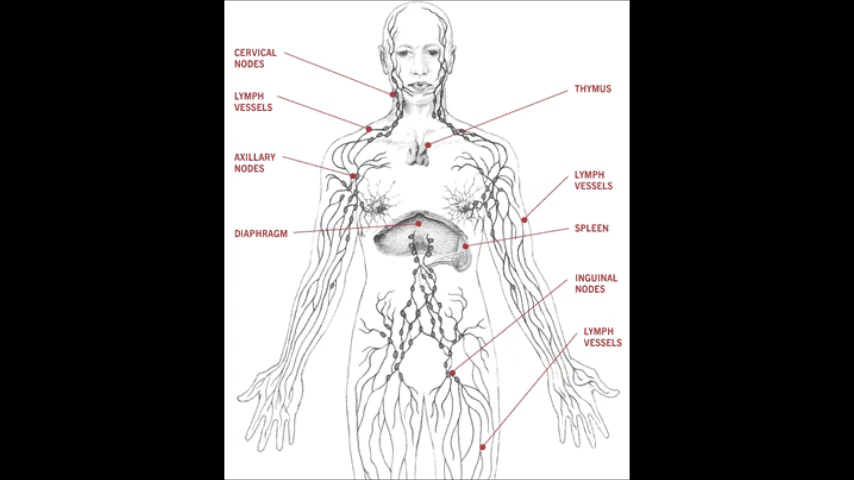 CERVICAL
NODES
LYMPH
VESSELS
AXILLARY
NODES
DIAPHRAGM
THYMUS
LYMPH
VESSELS
SPLEEN
INGUINAL
NODES
LYMPH
VESSELS